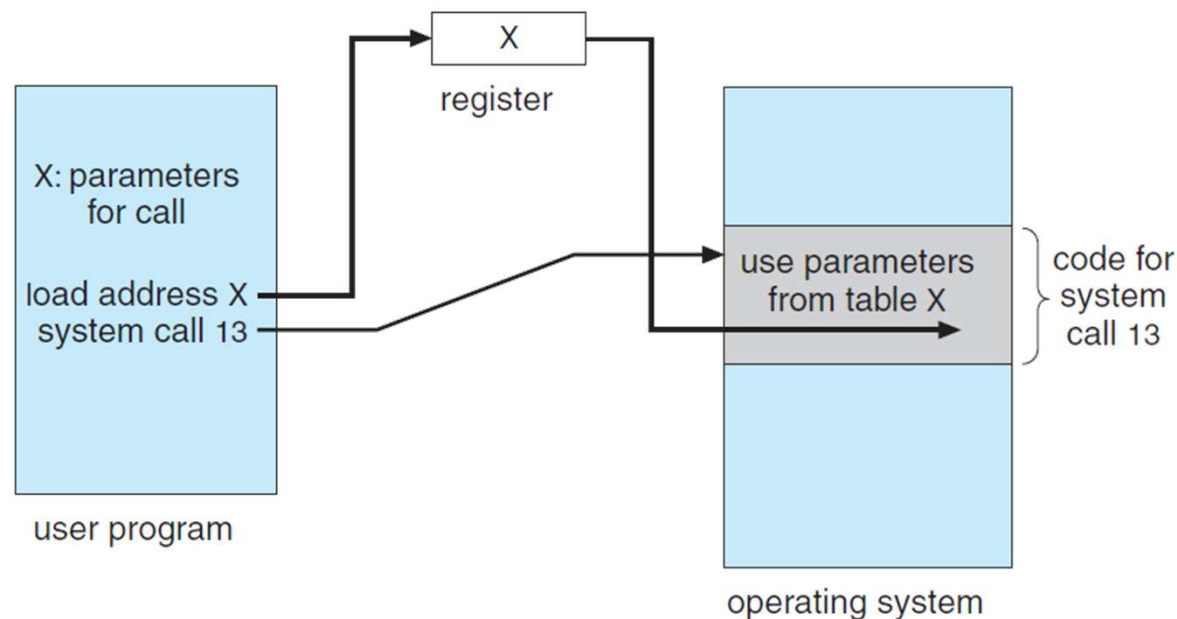 X
register
X: parameters
for call
load address X
system call 13
user program
use parameters
from table X
code for
system
call 13
operating system